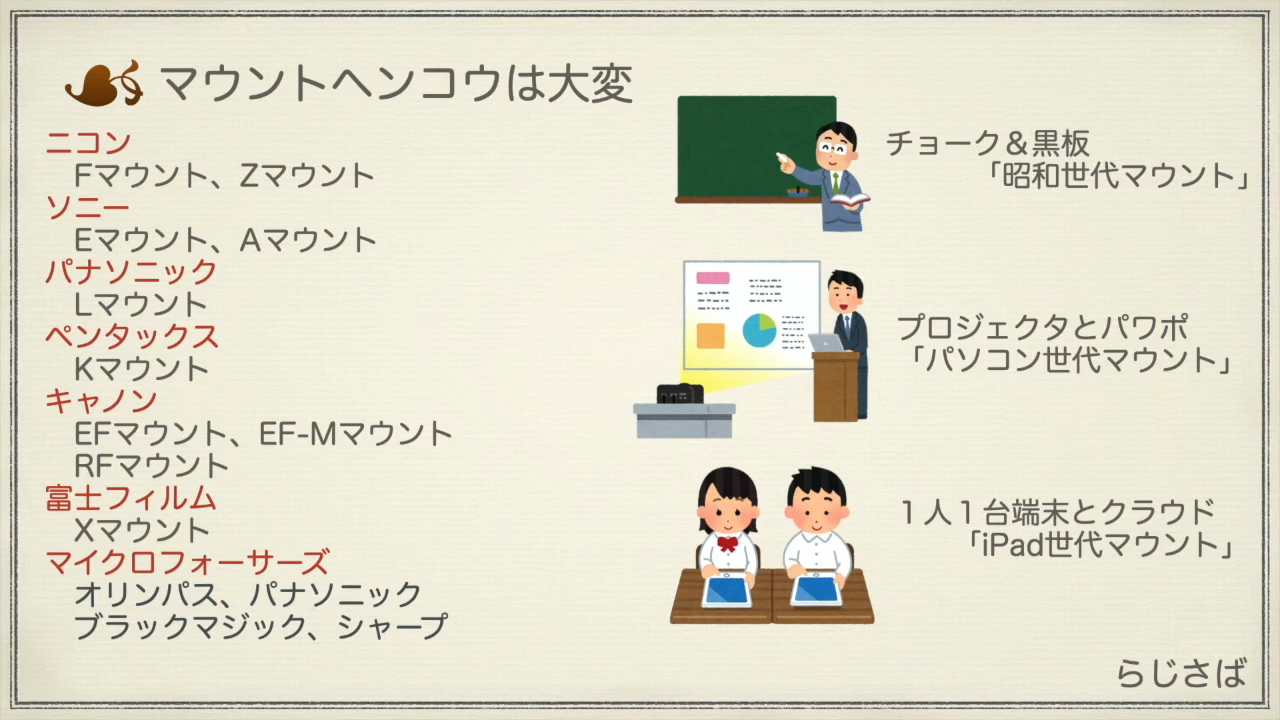 マウントヘンコウは大変
ニコン
Fマウント、Zマウント
ソニー
Eマウント、Aマウント
パナソニック
Lマウント
ペンタックス
Kマウント
キャノン
EFマウント、EF-Mマウント
RFマウント
富士フィルム
Xマウント
マイクロフォーサーズ
オリンパス、パナソニック
ブラックマジック、シャープ
チョーク＆黒板
「昭和世代マウント」
プロジェクタとパワポ
「パソコン世代マウント」
１人１台端末とクラウド
「iPad世代マウント」
らじさば